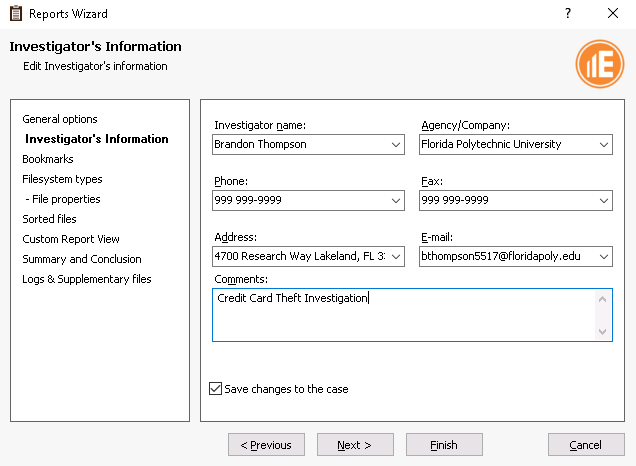 Reports Wizard
?
Investigator's Information
Edit Investigator's information
General options
Investigator's Information
Bookmarks
Filesystem types
- File properties
Sorted files
Custom Report View
Summary and Conclusion
Logs & Supplementary files
Investigator name:
Agency/Company:
Brandon Thompson
Florida Polytechnic University
Phone:
Fax:
999 999-9999
999 999-9999
Address:
E-mail:
4700 Research Way Lakeland, FL 3
bthompson5517@floridapoly.edu
Comments:
Credit Card Theft Investigation
Save changes to the case
< Previous
Next >
Finish
Cancel